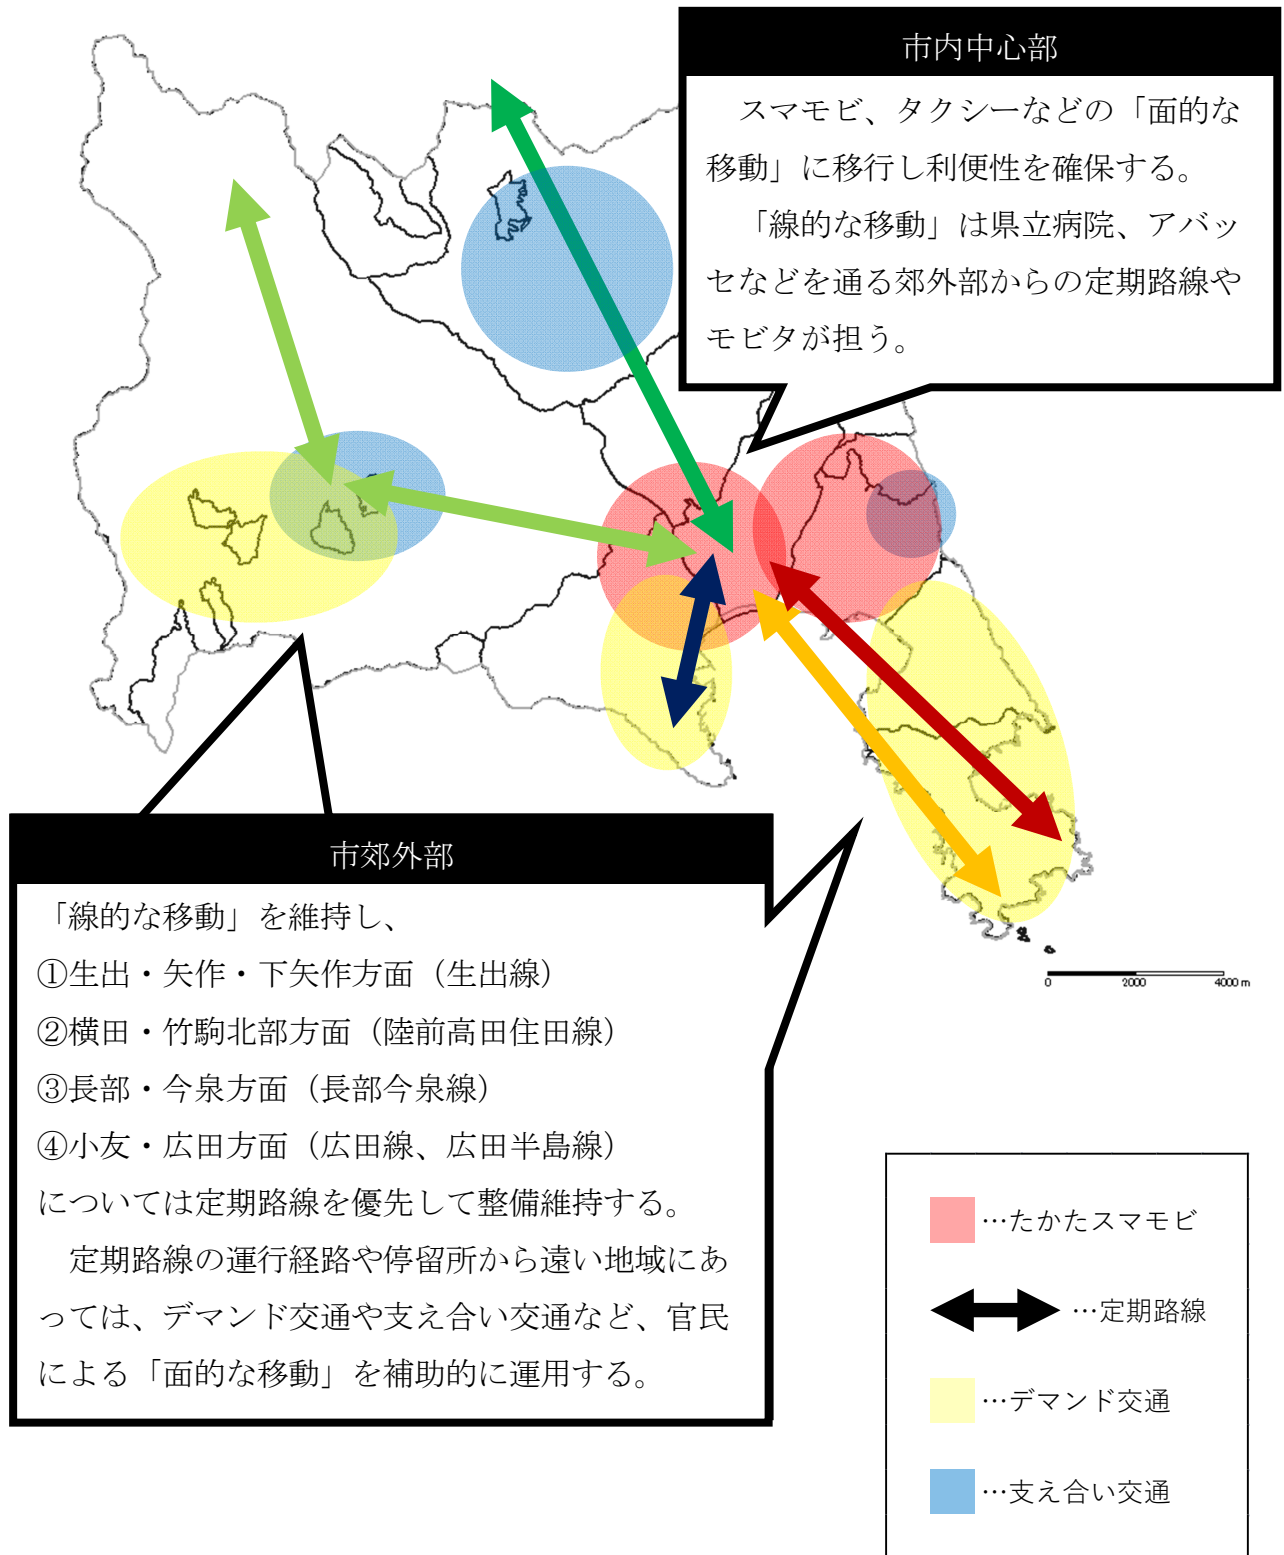 市内中心部
　スマモビ、タクシーなどの「面的な
移動」に移行し利便性を確保する。
　「線的な移動」は県立病院、アバッ
セなどを通る郊外部からの定期路線や
モビタが担う。
市郊外部
「線的な移動」を維持し、
①生出・矢作・下矢作方面（生出線）
②横田・竹駒北部方面（陸前高田住田線）
③長部・今泉方面（長部今泉線）
④小友・広田方面（広田線、広田半島線）
については定期路線を優先して整備維持する。
　定期路線の運行経路や停留所から遠い地域にあ
っては、デマンド交通や支え合い交通など、官民
による「面的な移動」を補助的に運用する。
0 2000 4000 m
…たかたスマモビ
…定期路線
…デマンド交通
…支え合い交通